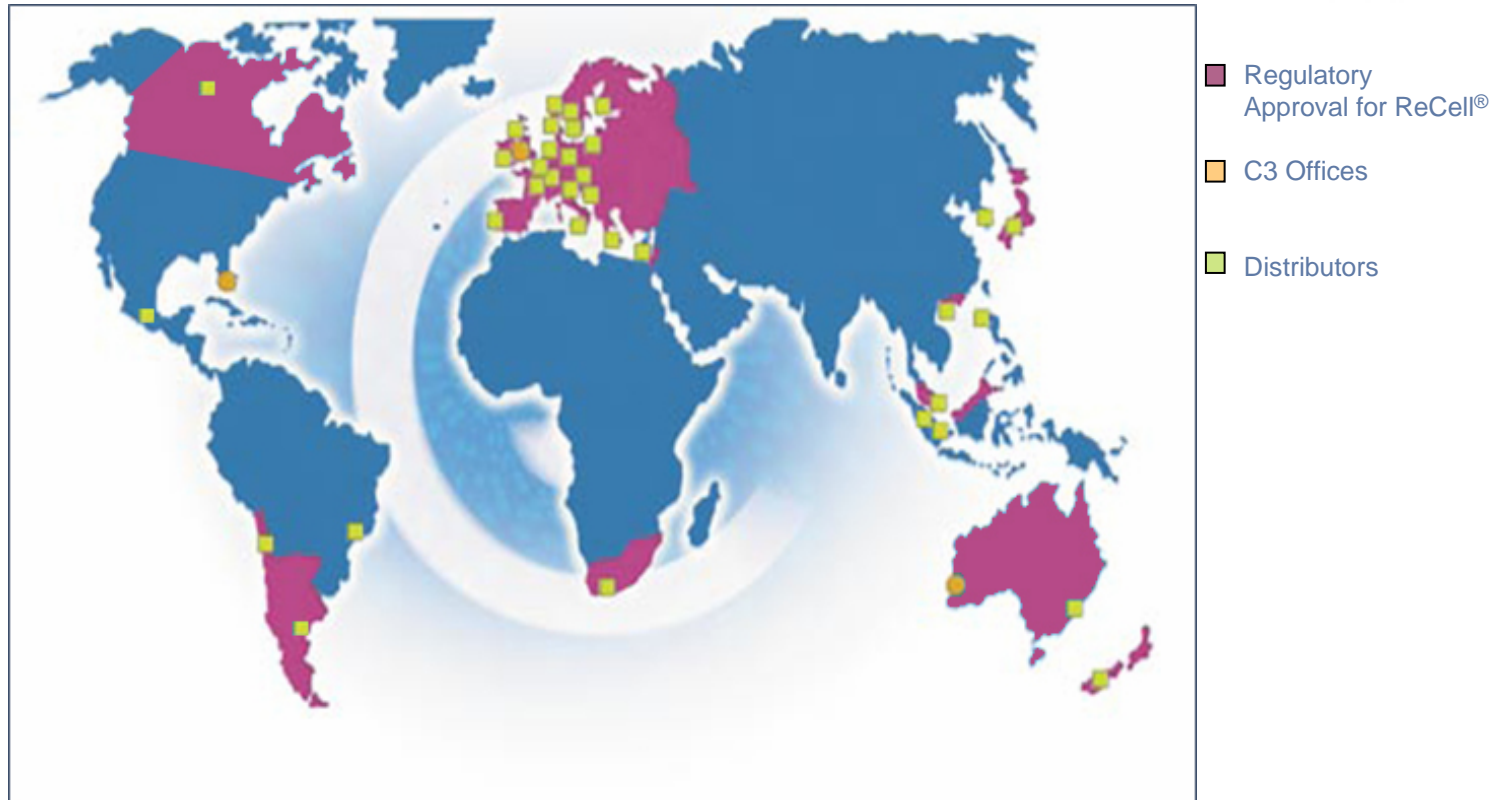 Regulatory
Approval for ReCell®
C3 Offices
Distributors